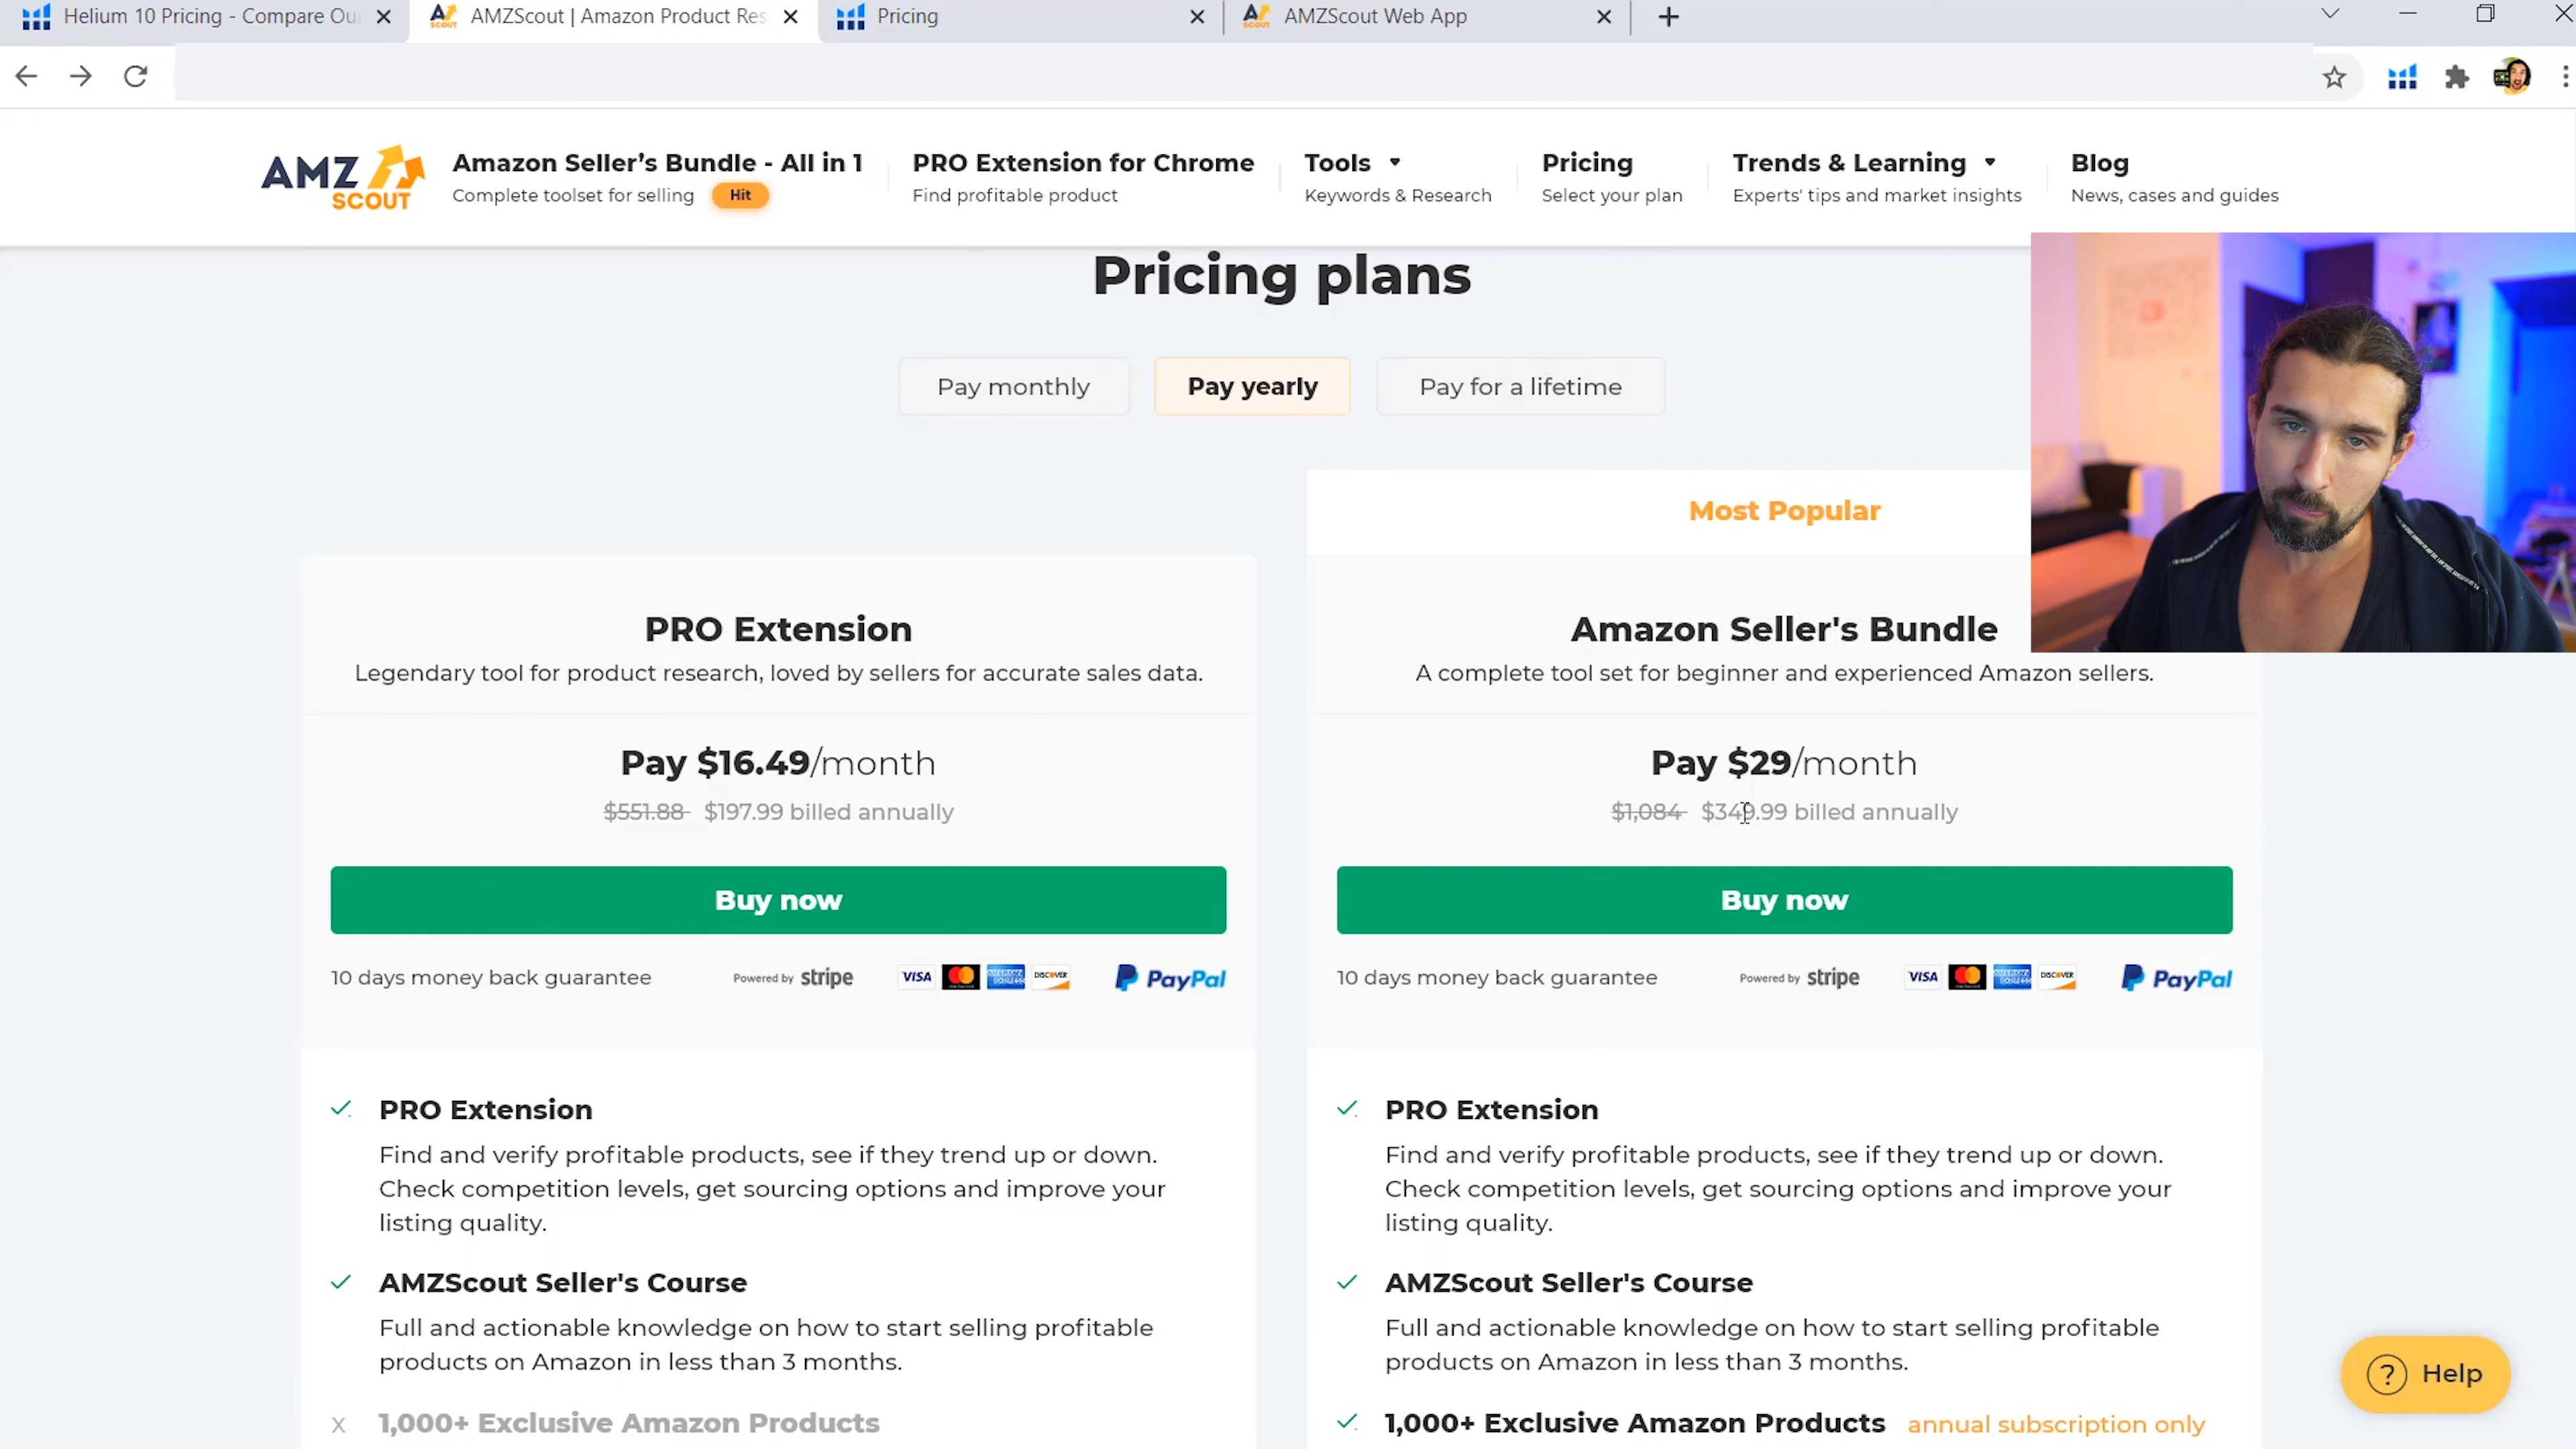 Helium 10 Pricing - Compare Ou
AMZScout | Amazon Product Res
Pricing
AMZScout Web App
AMZ SCOUT
Amazon Seller's Bundle - All in 1
Complete toolset for selling Hit
PRO Extension for Chrome
Find profitable product
Tools
Keywords & Research
Pricing
Select your plan
Trends & Learning
Experts' tips and market insights
Blog
News, cases and guides
Pricing plans
Pay monthly
Pay yearly
Pay for a lifetime
Most Popular
PRO Extension
Legendary tool for product research, loved by sellers for accurate sales data.
Pay $16.49/month
$551.88 $197.99 billed annually
Buy now
10 days money back guarantee Powered by stripe VISA AMERICAN EXPRESS DISCOVER PayPal
PRO Extension
Find and verify profitable products, see if they trend up or down.
Check competition levels, get sourcing options and improve your
listing quality.
AMZScout Seller's Course
Full and actionable knowledge on how to start selling profitable
products on Amazon in less than 3 months.
x 1,000+ Exclusive Amazon Products
Amazon Seller's Bundle
A complete tool set for beginner and experienced Amazon sellers.
Pay $29/month
$1,084 $349.99 billed annually
Buy now
10 days money back guarantee Powered by stripe VISA AMERICAN EXPRESS DISCOVER PayPal
PRO Extension
Find and verify profitable products, see if they trend up or down.
Check competition levels, get sourcing options and improve your
listing quality.
AMZScout Seller's Course
Full and actionable knowledge on how to start selling profitable
products on Amazon in less than 3 months.
1,000+ Exclusive Amazon Products annual subscription only
? Help